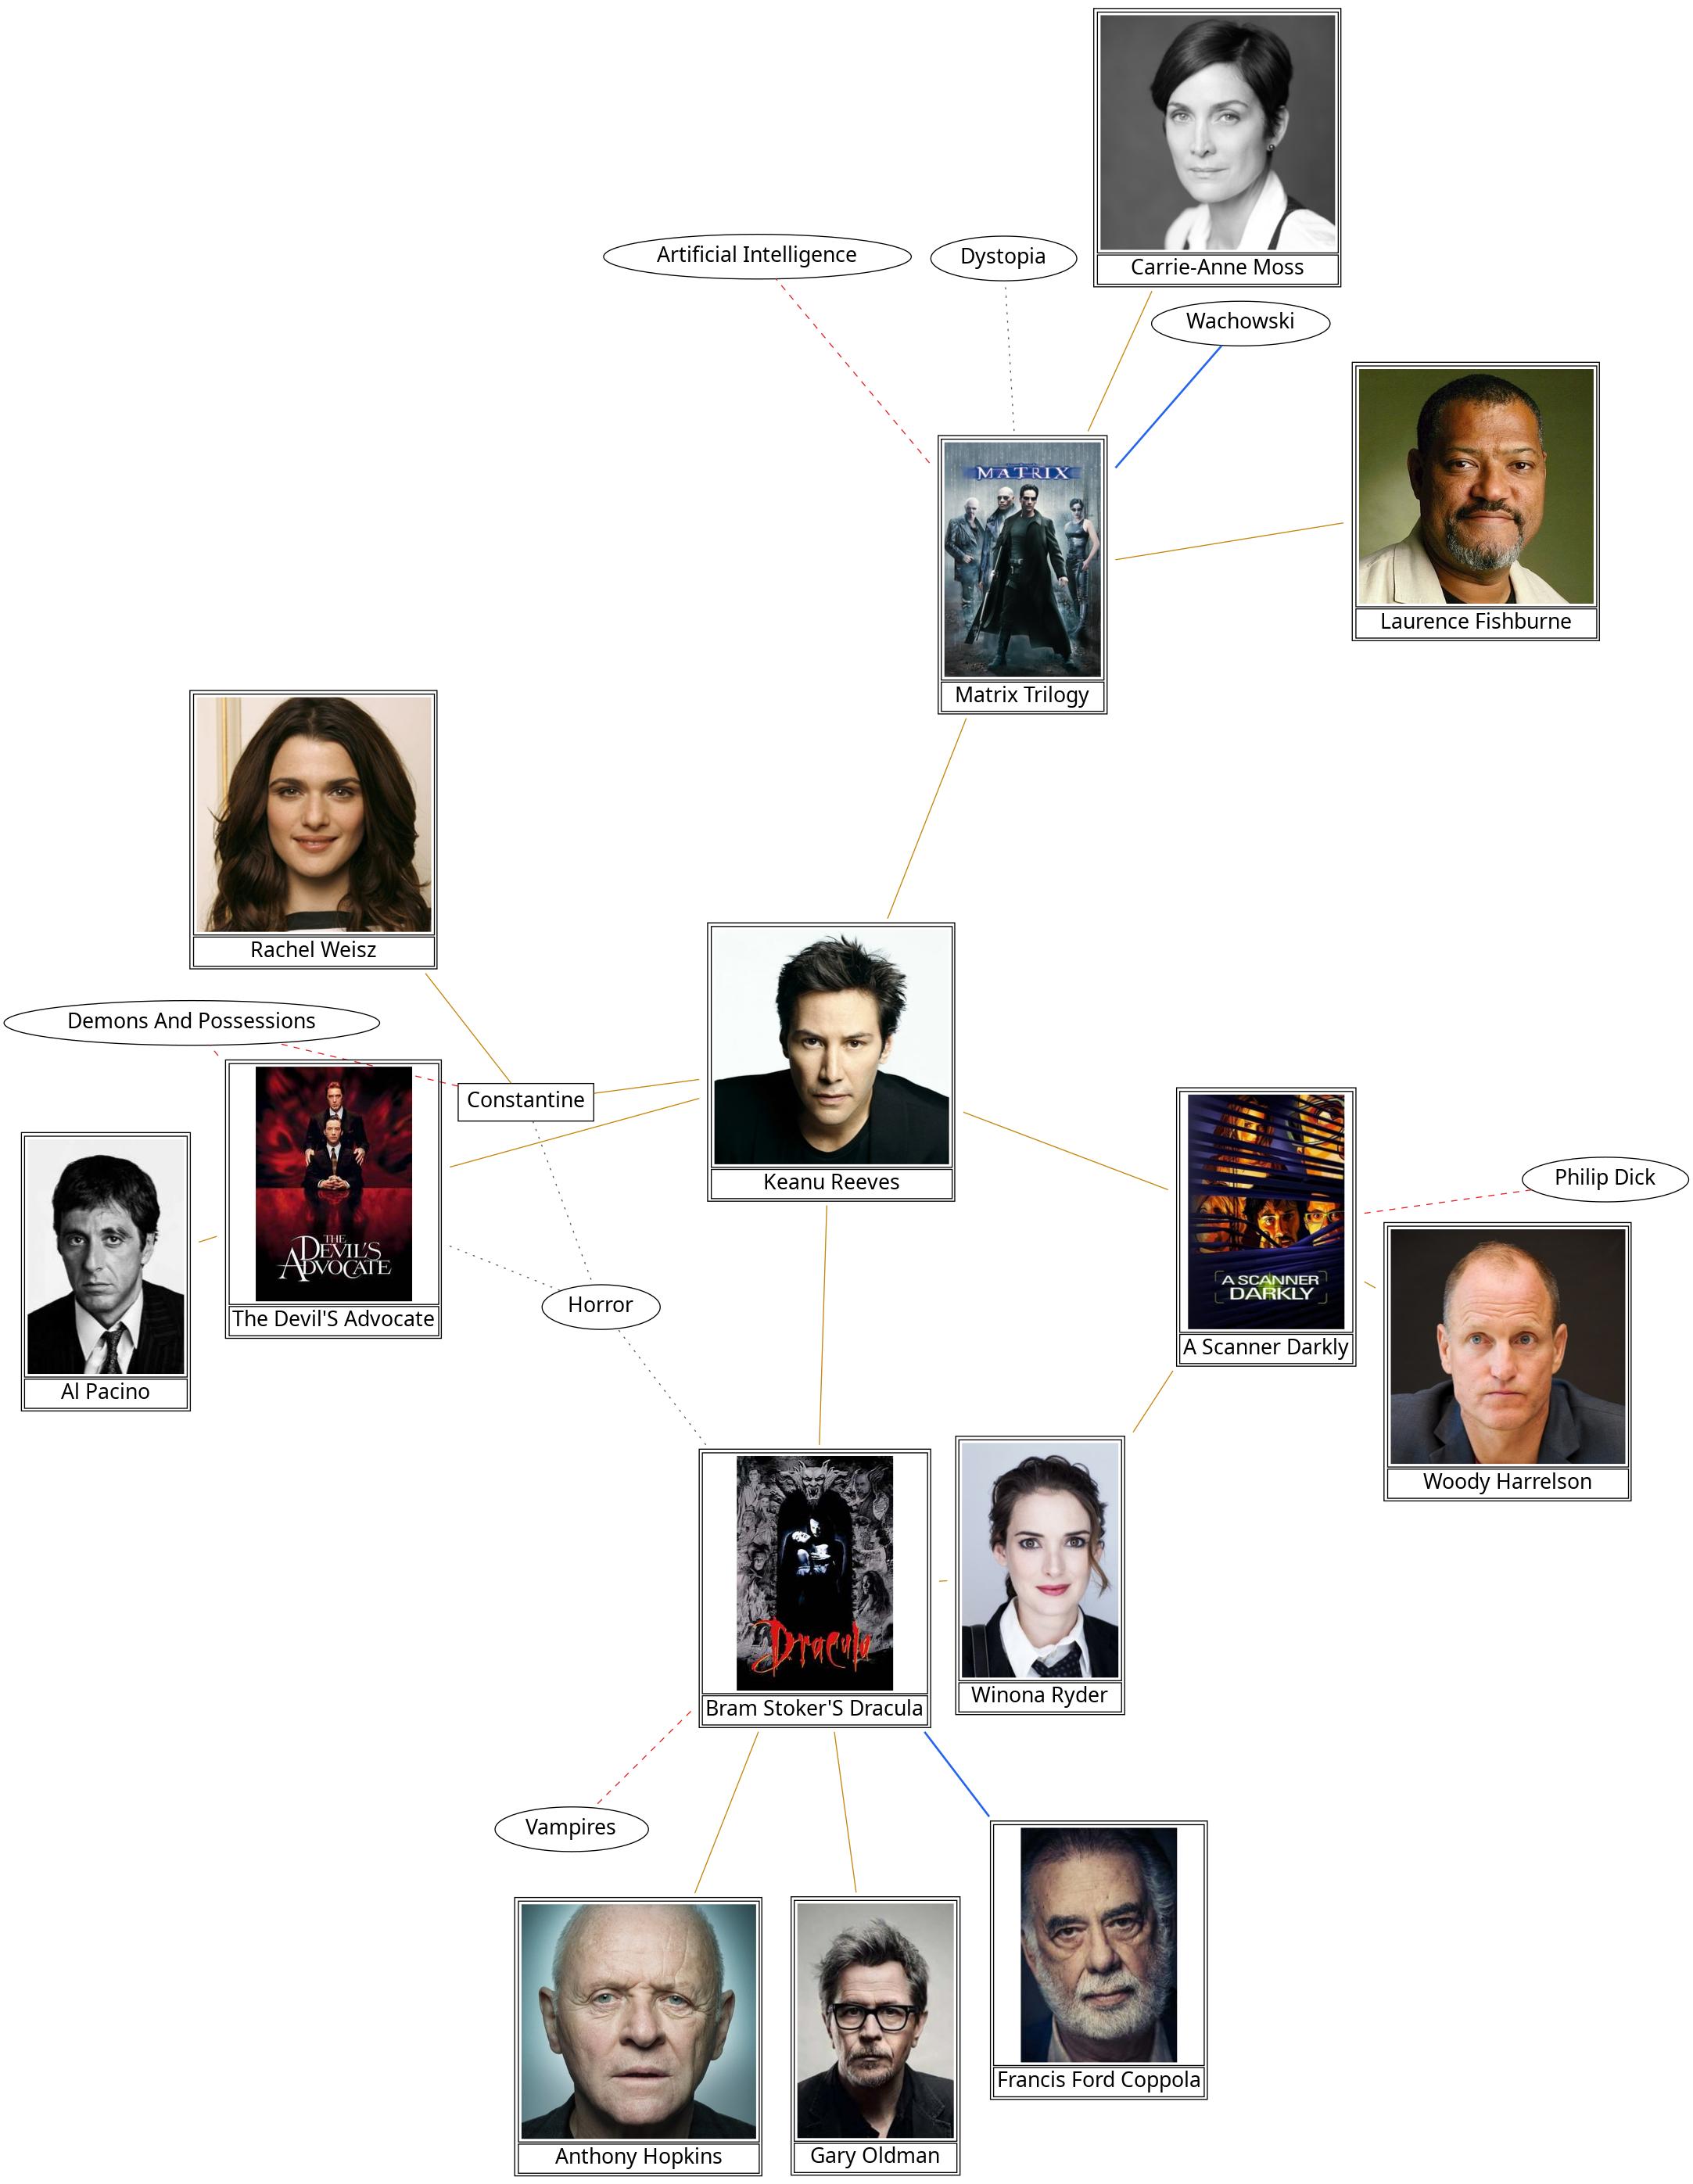 Carrie-Anne Moss
Artificial Intelligence
Dystopia
Wachowski
MATRIX
Laurence Fishburne
Matrix Trilogy
Rachel Weisz
Demons And Possessions
Constantine
Keanu Reeves
Philip Dick
THE
DEVIL'S
ADVOCATE
Horror
A SCANNER
DARKLY
The Devil'S Advocate
A Scanner Darkly
Al Pacino
Woody Harrelson
Dracula
Winona Ryder
Bram Stoker'S Dracula
Vampires
Francis Ford Coppola
Anthony Hopkins
Gary Oldman